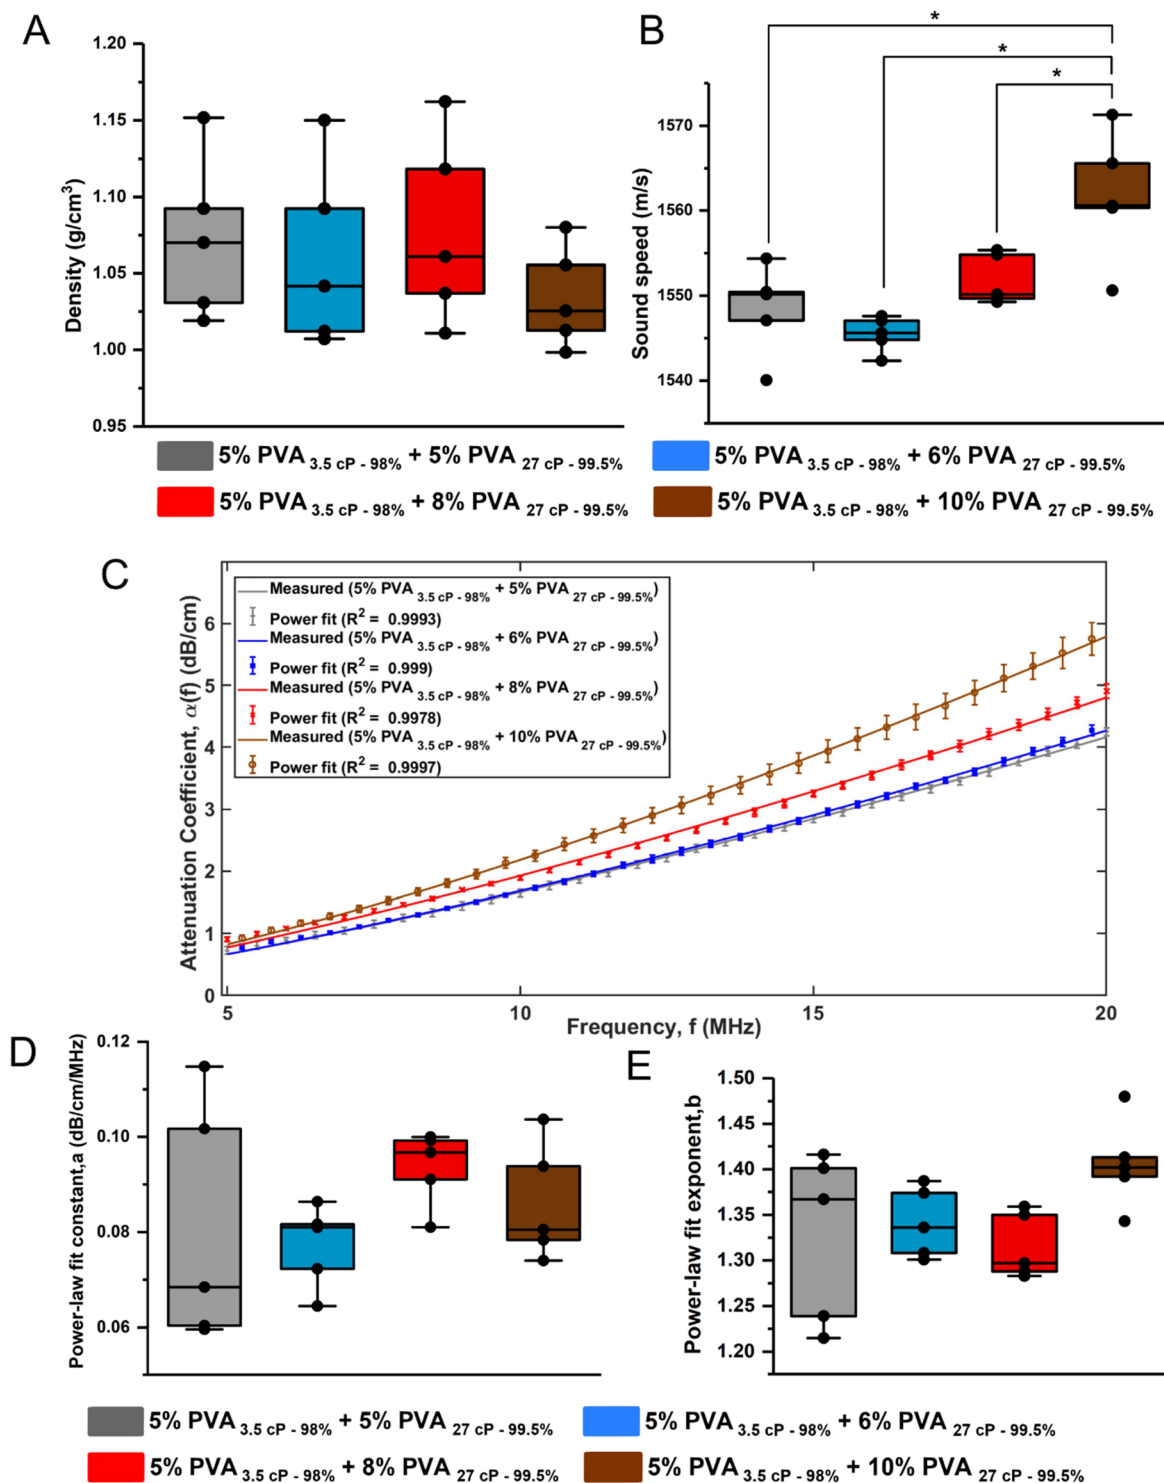 A
Density (g/cm³)
1.20
1.15
1.10
1.05
1.00
0.95
B
Sound speed (m/s)
1570
1560
1550
1540
*
*
*
5% PVA 3.5 cP - 98% + 5% PVA 27 cP - 99.5%
5% PVA 3.5 cP - 98% + 6% PVA 27 cP - 99.5%
5% PVA 3.5 cP - 98% + 8% PVA 27 cP - 99.5%
5% PVA 3.5 cP - 98% + 10% PVA 27 cP - 99.5%
C
Attenuation Coefficient, α(f) (dB/cm)
6
5
4
3
2
1
0
Measured (5% PVA 3.5 cP - 98% + 5% PVA 27 cP - 99.5%)
Power fit (R² = 0.9993)
Measured (5% PVA 3.5 cP - 98% + 6% PVA 27 cP - 99.5%)
Power fit (R² = 0.999)
Measured (5% PVA 3.5 cP - 98% + 8% PVA 27 cP - 99.5%)
Power fit (R² = 0.9978)
Measured (5% PVA 3.5 cP - 98% + 10% PVA 27 cP - 99.5%)
Power fit (R² = 0.9997)
5 10 15 20
Frequency, f (MHz)
D
Power-law fit constant,a (dB/cm/MHz)
0.12
0.10
0.08
0.06
E
Power-law fit exponent,b
1.50
1.45
1.40
1.35
1.30
1.25
1.20
5% PVA 3.5 cP - 98% + 5% PVA 27 cP - 99.5%
5% PVA 3.5 cP - 98% + 6% PVA 27 cP - 99.5%
5% PVA 3.5 cP - 98% + 8% PVA 27 cP - 99.5%
5% PVA 3.5 cP - 98% + 10% PVA 27 cP - 99.5%